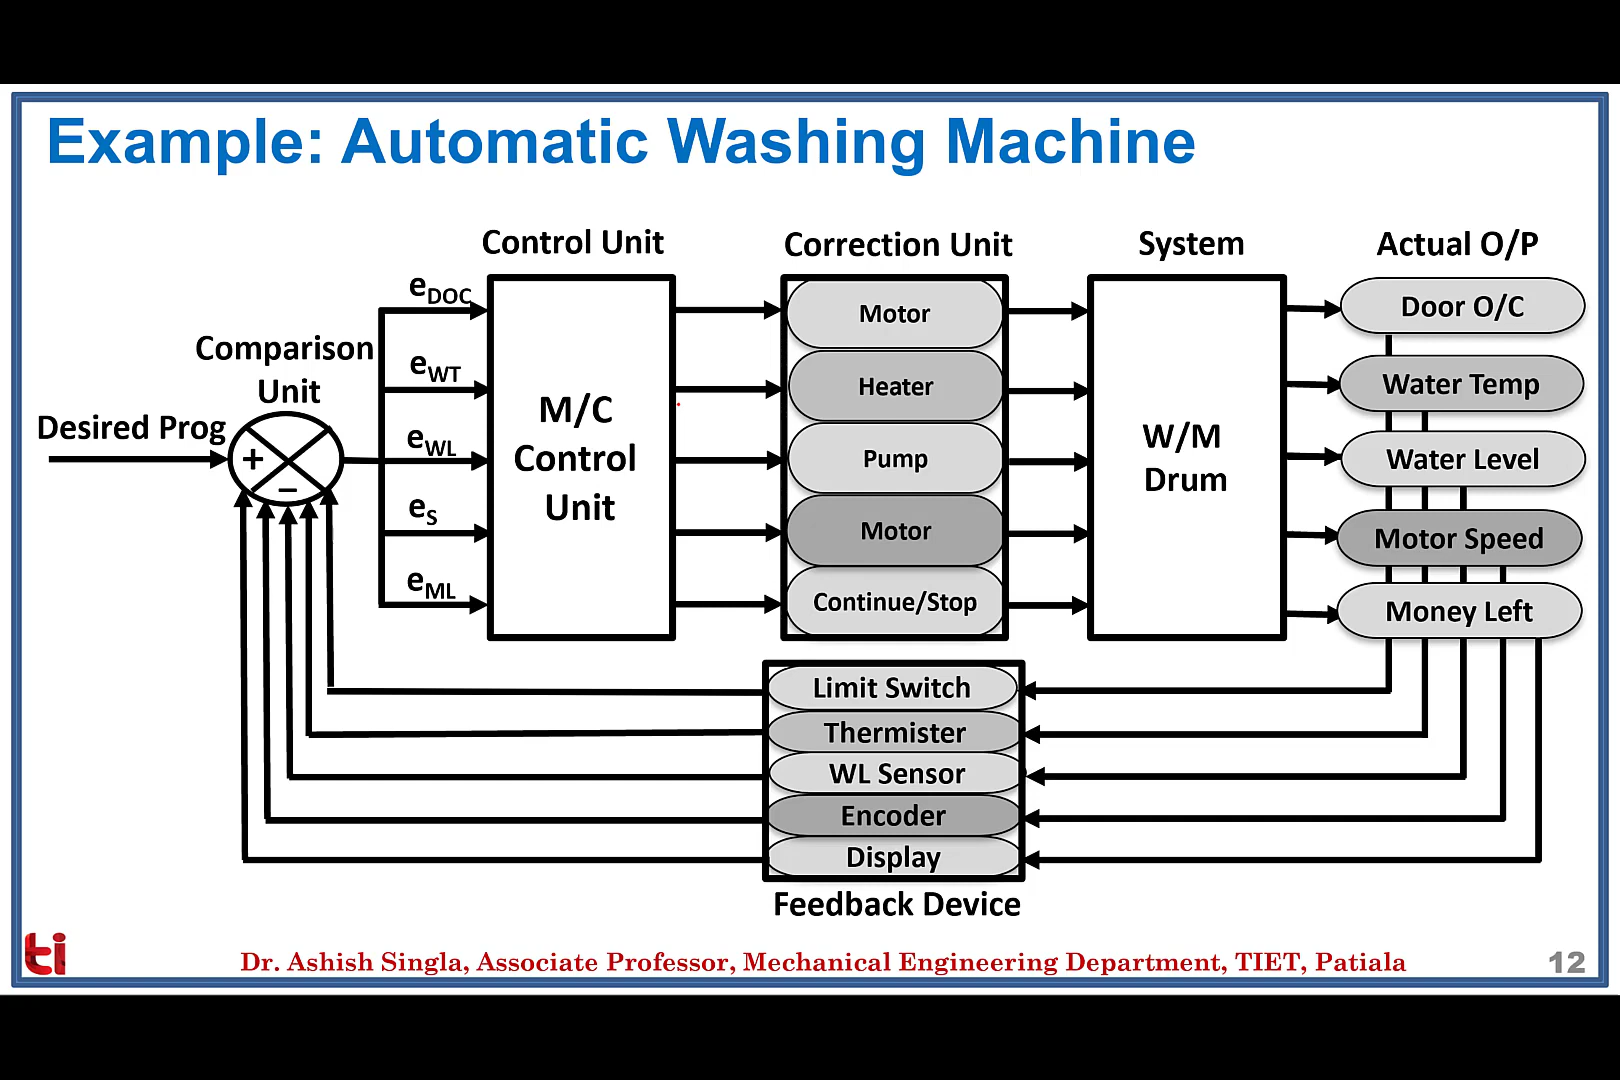 Example: Automatic Washing Machine
Control Unit
Correction Unit
System
Actual O/P
Comparison
Unit
Desired Prog
+
−
eDOC
eWT
eWL
eS
eML
M/C
Control
Unit
Motor
Heater
Pump
Motor
Continue/Stop
W/M
Drum
Door O/C
Water Temp
Water Level
Motor Speed
Money Left
Limit Switch
Thermister
WL Sensor
Encoder
Display
Feedback Device
ti
Dr. Ashish Singla, Associate Professor, Mechanical Engineering Department, TIET, Patiala
12